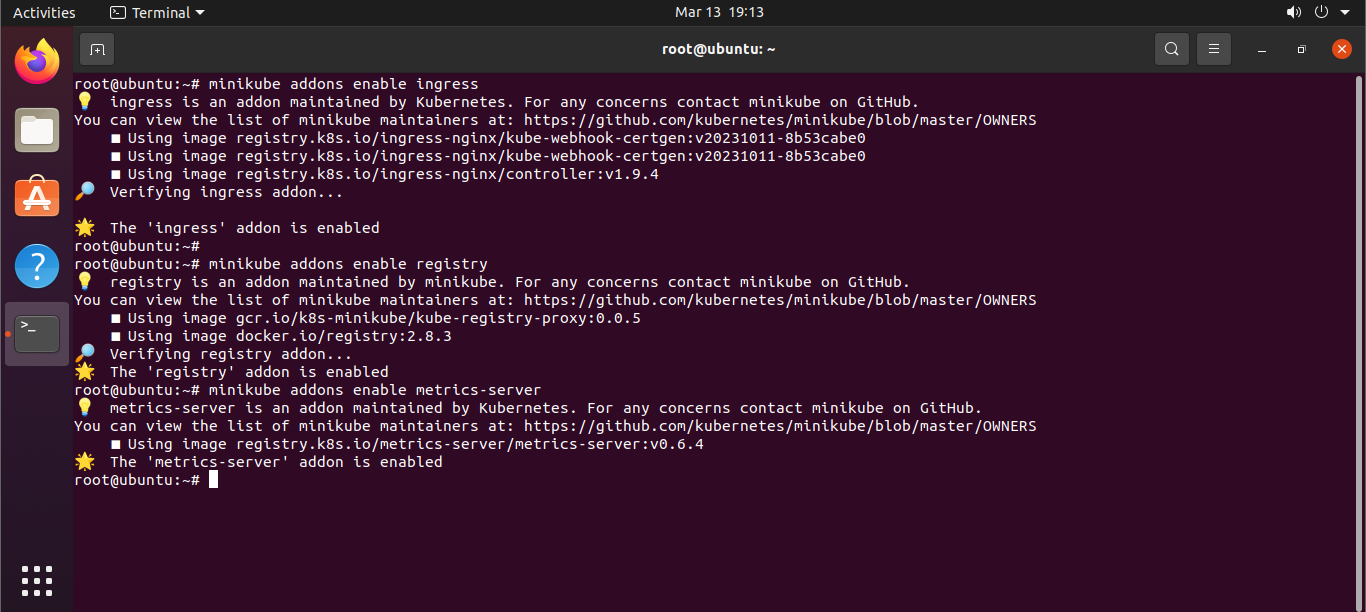 Activities Terminal Mar 13 19:13
root@ubuntu: ~
root@ubuntu:~# minikube addons enable ingress
💡 ingress is an addon maintained by Kubernetes. For any concerns contact minikube on GitHub.
You can view the list of minikube maintainers at: https://github.com/kubernetes/minikube/blob/master/OWNERS
▪ Using image registry.k8s.io/ingress-nginx/kube-webhook-certgen:v20231011-8b53cabe0
▪ Using image registry.k8s.io/ingress-nginx/kube-webhook-certgen:v20231011-8b53cabe0
▪ Using image registry.k8s.io/ingress-nginx/controller:v1.9.4
🔎 Verifying ingress addon...
🌟 The 'ingress' addon is enabled
root@ubuntu:~#
root@ubuntu:~# minikube addons enable registry
💡 registry is an addon maintained by minikube. For any concerns contact minikube on GitHub.
You can view the list of minikube maintainers at: https://github.com/kubernetes/minikube/blob/master/OWNERS
▪ Using image gcr.io/k8s-minikube/kube-registry-proxy:0.0.5
▪ Using image docker.io/registry:2.8.3
🔎 Verifying registry addon...
🌟 The 'registry' addon is enabled
root@ubuntu:~# minikube addons enable metrics-server
💡 metrics-server is an addon maintained by Kubernetes. For any concerns contact minikube on GitHub.
You can view the list of minikube maintainers at: https://github.com/kubernetes/minikube/blob/master/OWNERS
▪ Using image registry.k8s.io/metrics-server/metrics-server:v0.6.4
🌟 The 'metrics-server' addon is enabled
root@ubuntu:~#